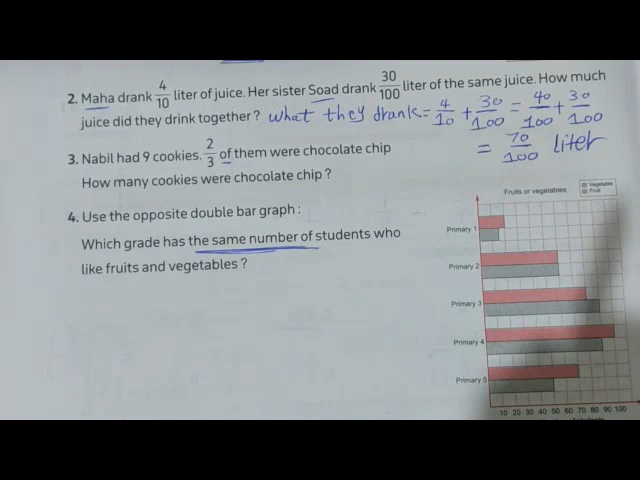 2. Maha drank 4/10 liter of juice. Her sister Soad drank 30/100 liter of the same juice. How much
juice did they drink together? what they drank = 4/10 + 30/100 = 40/100 + 30/100
= 70/100 liter
3. Nabil had 9 cookies. 2/3 of them were chocolate chip
How many cookies were chocolate chip ?
4. Use the opposite double bar graph :
Which grade has the same number of students who
like fruits and vegetables ?
Fruits or vegetables
Vegetable
Fruit
Primary 1
Primary 2
Primary 3
Primary 4
Primary 5
10 20 30 40 50 60 70 80 90 100